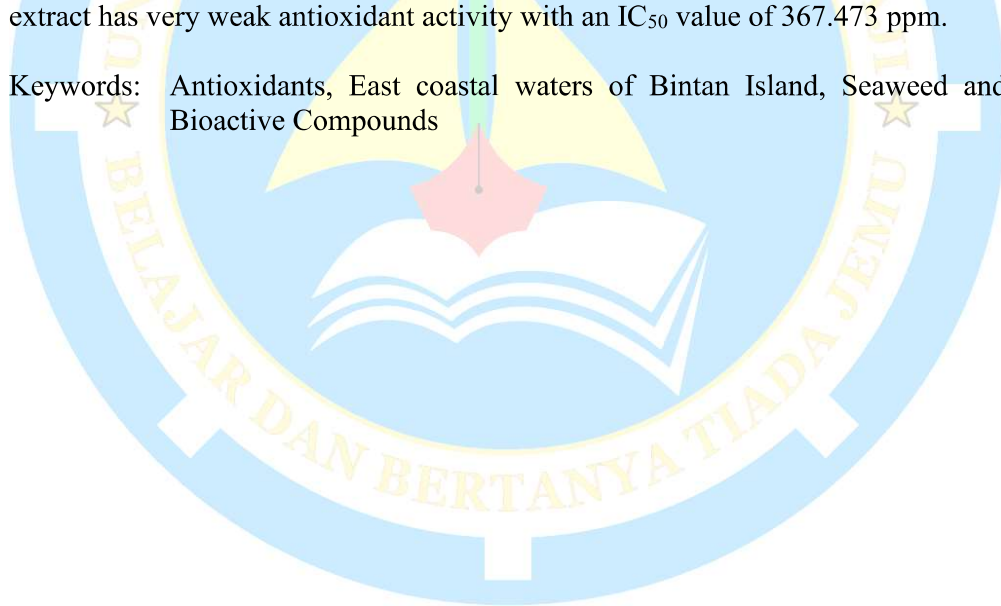 extract has very weak antioxidant activity with an IC50 value of 367.473 ppm.
Keywords: Antioxidants, East coastal waters of Bintan Island, Seaweed and
Bioactive Compounds
BELAJAR DAN BERTANYA TIADA JEMU